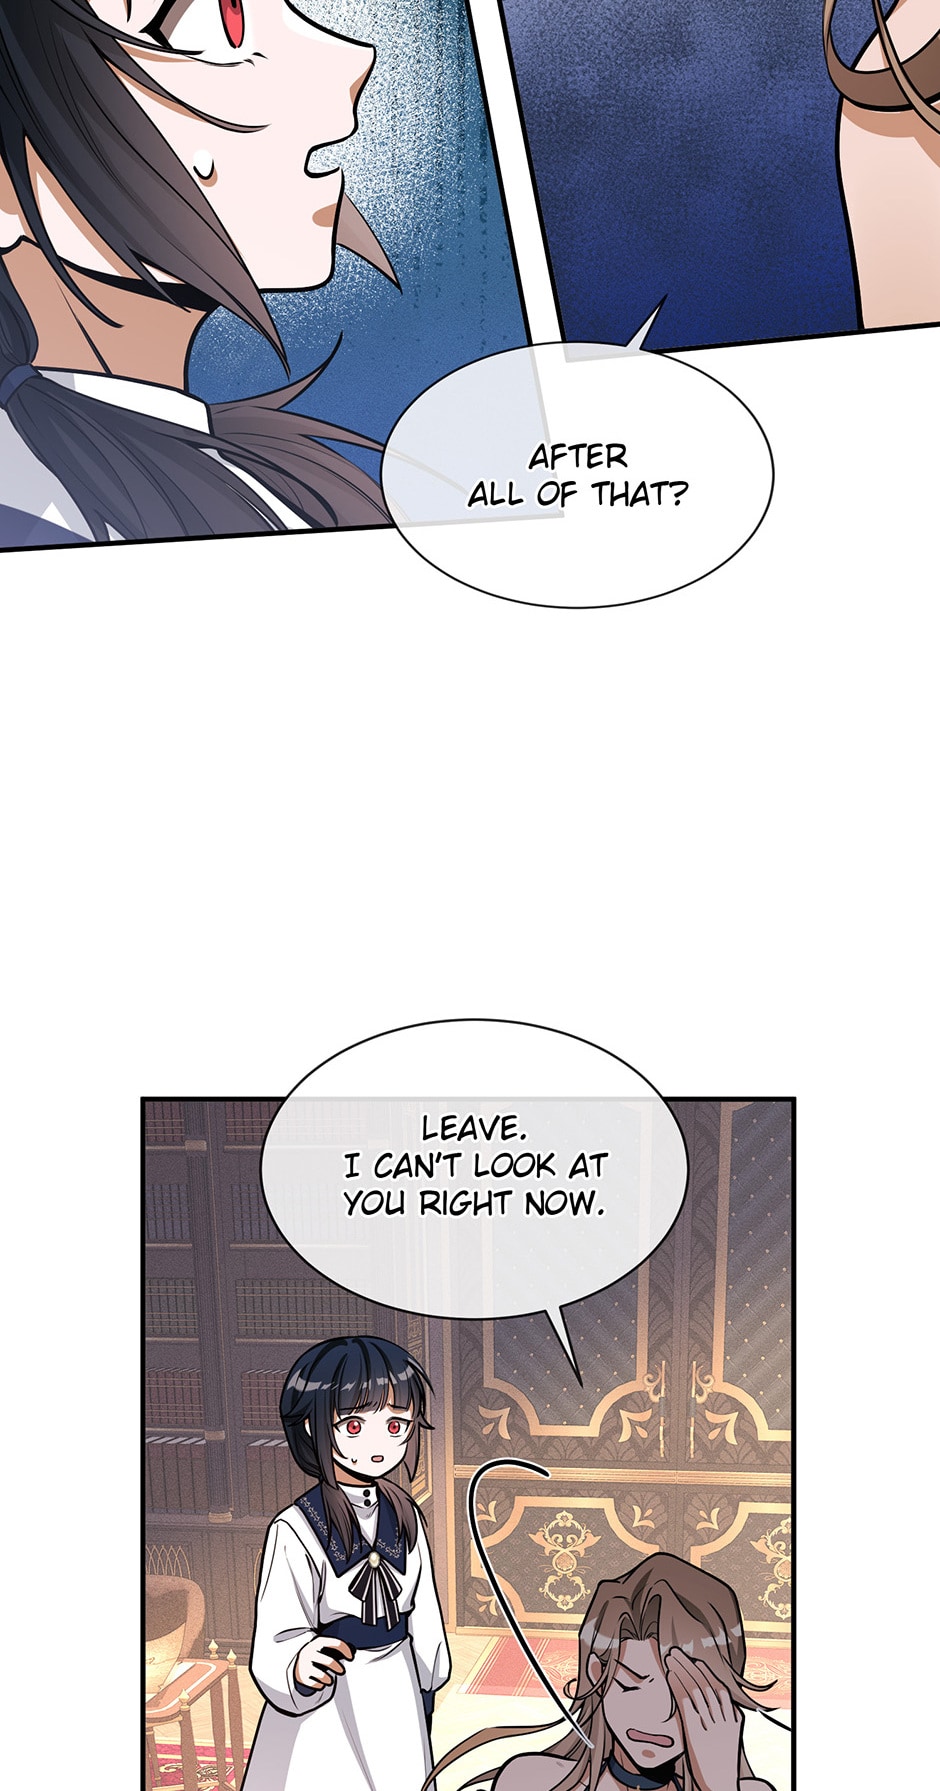 AFTER
ALL OF THAT?
LEAVE.
I CAN'T LOOK AT
YOU RIGHT NOW.